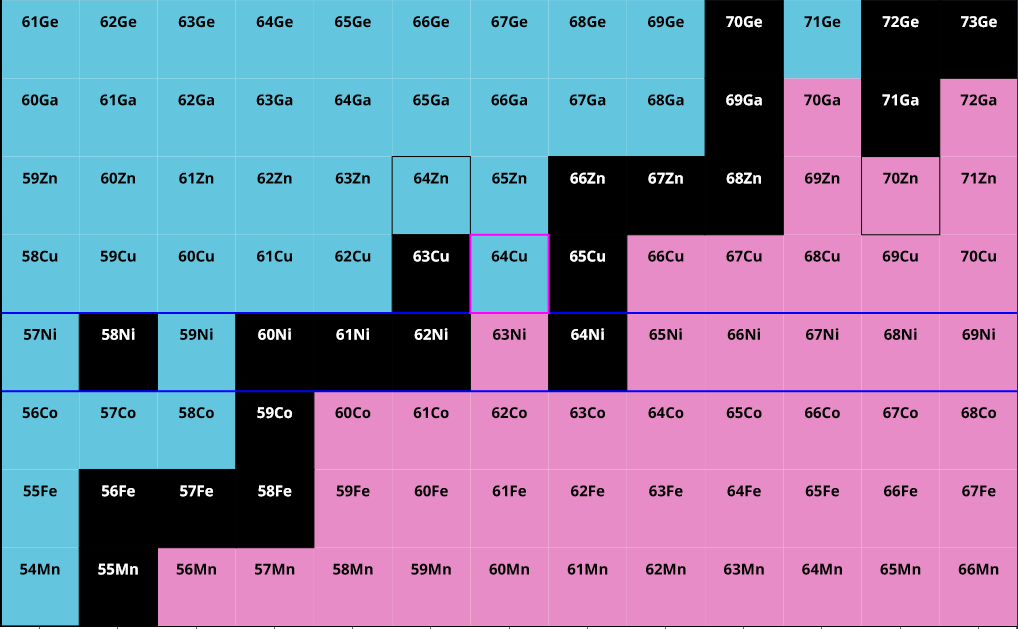 61Ge 62Ge 63Ge 64Ge 65Ge 66Ge 67Ge 68Ge 69Ge 70Ge 71Ge 72Ge 73Ge
60Ga 61Ga 62Ga 63Ga 64Ga 65Ga 66Ga 67Ga 68Ga 69Ga 70Ga 71Ga 72Ga
59Zn 60Zn 61Zn 62Zn 63Zn 64Zn 65Zn 66Zn 67Zn 68Zn 69Zn 70Zn 71Zn
58Cu 59Cu 60Cu 61Cu 62Cu 63Cu 64Cu 65Cu 66Cu 67Cu 68Cu 69Cu 70Cu
57Ni 58Ni 59Ni 60Ni 61Ni 62Ni 63Ni 64Ni 65Ni 66Ni 67Ni 68Ni 69Ni
56Co 57Co 58Co 59Co 60Co 61Co 62Co 63Co 64Co 65Co 66Co 67Co 68Co
55Fe 56Fe 57Fe 58Fe 59Fe 60Fe 61Fe 62Fe 63Fe 64Fe 65Fe 66Fe 67Fe
54Mn 55Mn 56Mn 57Mn 58Mn 59Mn 60Mn 61Mn 62Mn 63Mn 64Mn 65Mn 66Mn